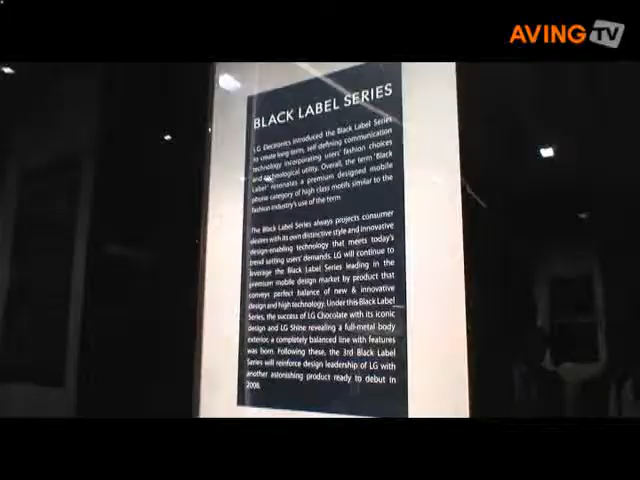 AVING TV
BLACK LABEL SERIES
LG Electronics introduced the Black Label Series
to create long-term, self-defining communication
technology incorporating users' fashion choices
and technological utility. Overall, the term 'Black
Label' resonates a premium designed mobile
phone category of high class motifs similar to the
fashion industry's use of the term
The Black Label Series always projects consumer
desires with its own distinctive style and innovative
design-enabling technology that meets today's
trend setting users' demands. LG will continue to
leverage the Black Label Series leading in the
premium mobile design market by product that
conveys perfect balance of new & innovative
design and high technology. Under this Black Label
Series, the success of LG Chocolate with its iconic
design and LG Shine revealing a full-metal body
exterior, a completely balanced line with features
was born. Following these, the 3rd Black Label
Series will reinforce design leadership of LG with
another astonishing product ready to debut in
2008.